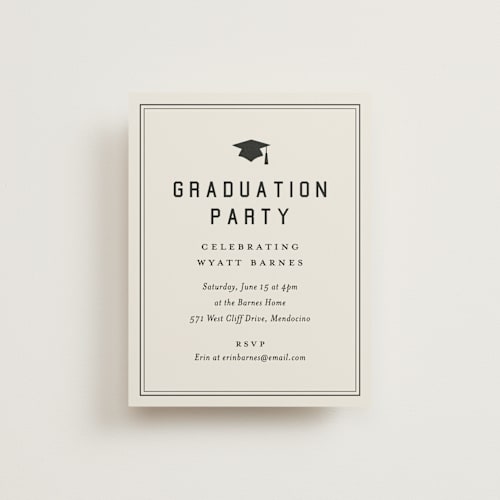 GRADUATION
PARTY
CELEBRATING
WYATT BARNES
Saturday, June 15 at 4pm
at the Barnes Home
571 West Cliff Drive, Mendocino
RSVP
Erin at erinbarnes@email.com